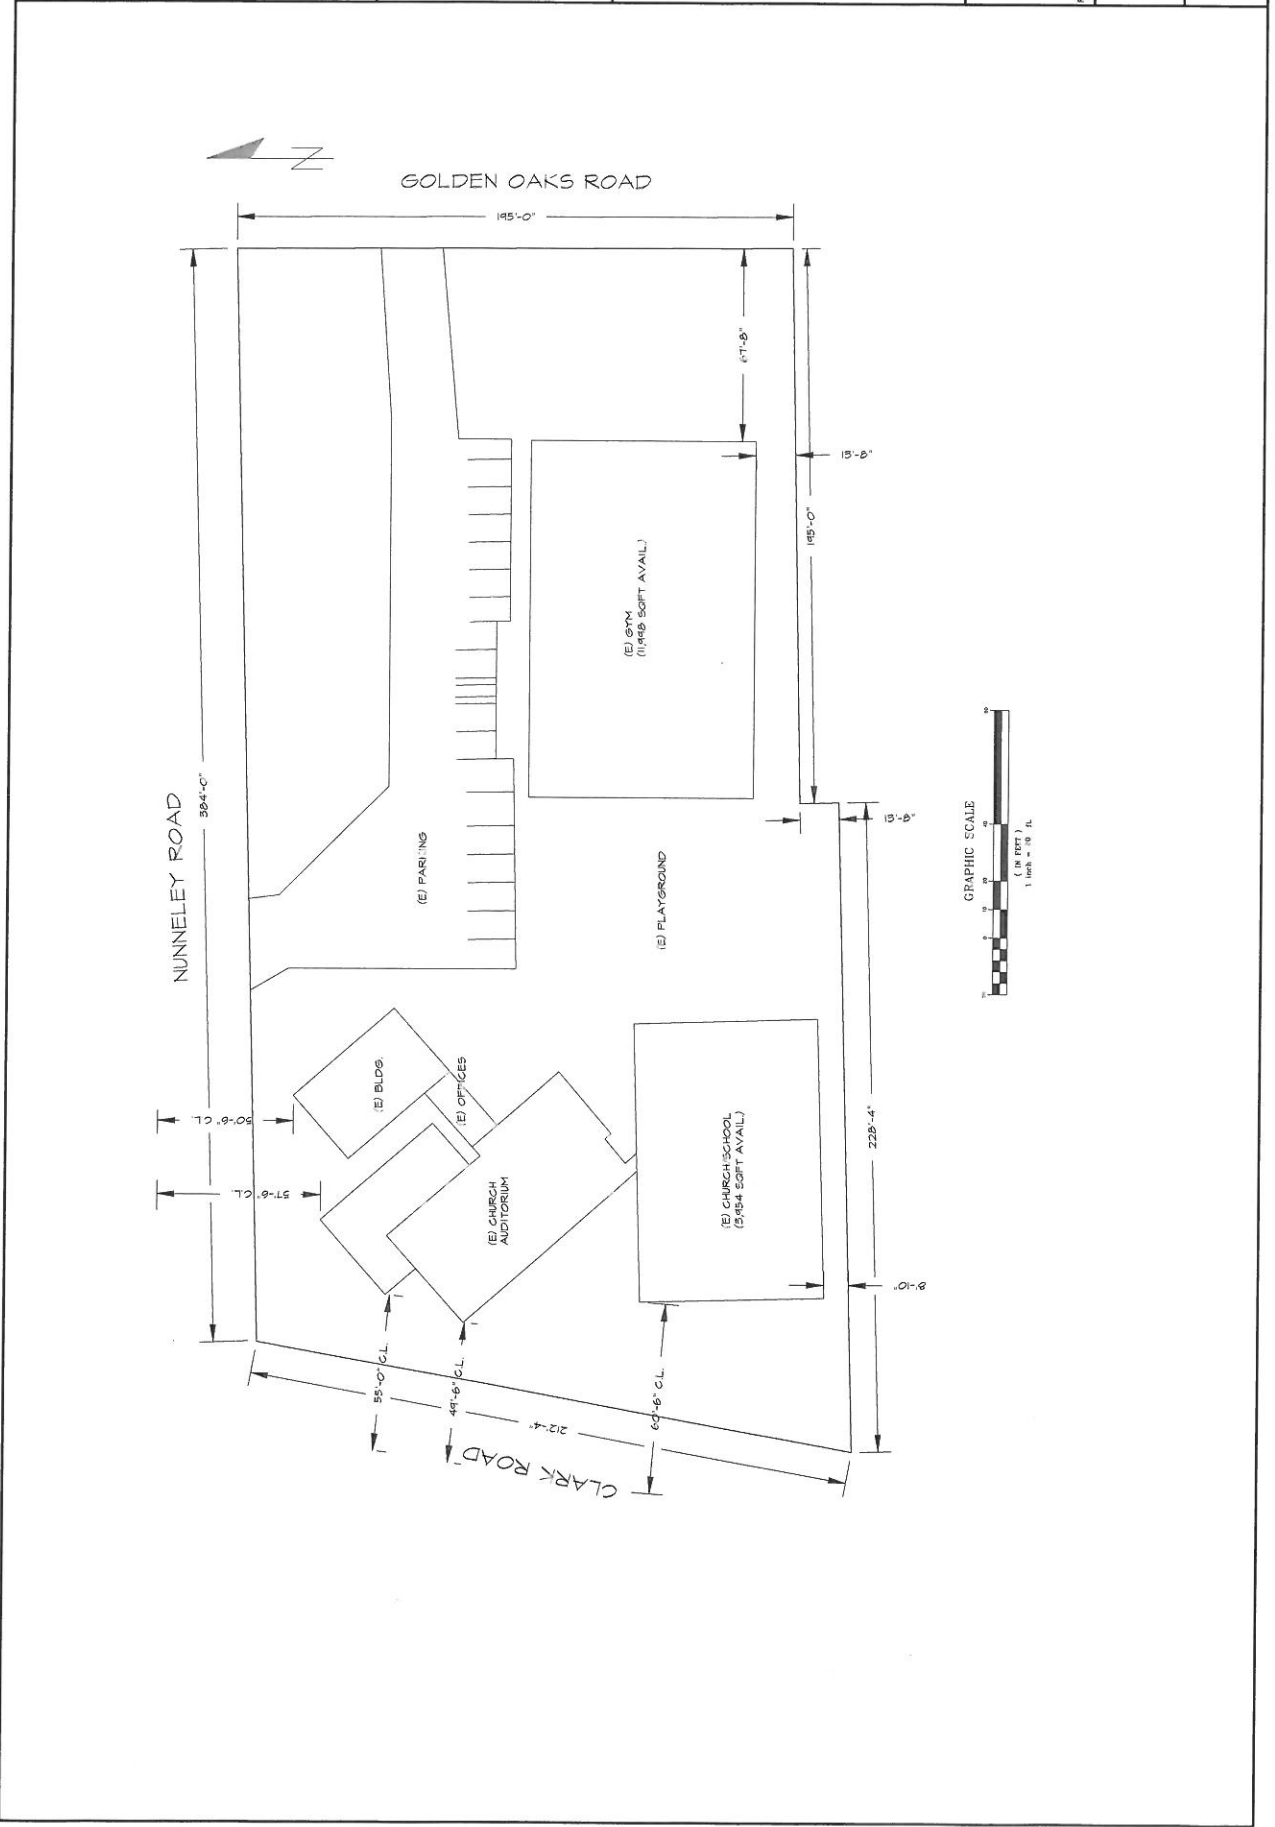 GOLDEN OAKS ROAD
195'-0"
NUNNELEY ROAD
384'-0"
67'-8"
13'-8"
195'-0"
(E) GYM
(11,998 SQFT AVAIL.)
(E) PARKING
(E) PLAYGROUND
13'-8"
GRAPHIC SCALE
( IN FEET )
(E) BLDG.
(E) OFFICES
50'-6" C.L.
57'-6" C.L.
(E) CHURCH
AUDITORIUM
(E) CHURCH/SCHOOL
(3,954 SQFT AVAIL.)
228'-4"
8'-10"
55'-0" C.L.
49'-6" C.L.
60'-6" C.L.
212'-4"
CLARK ROAD